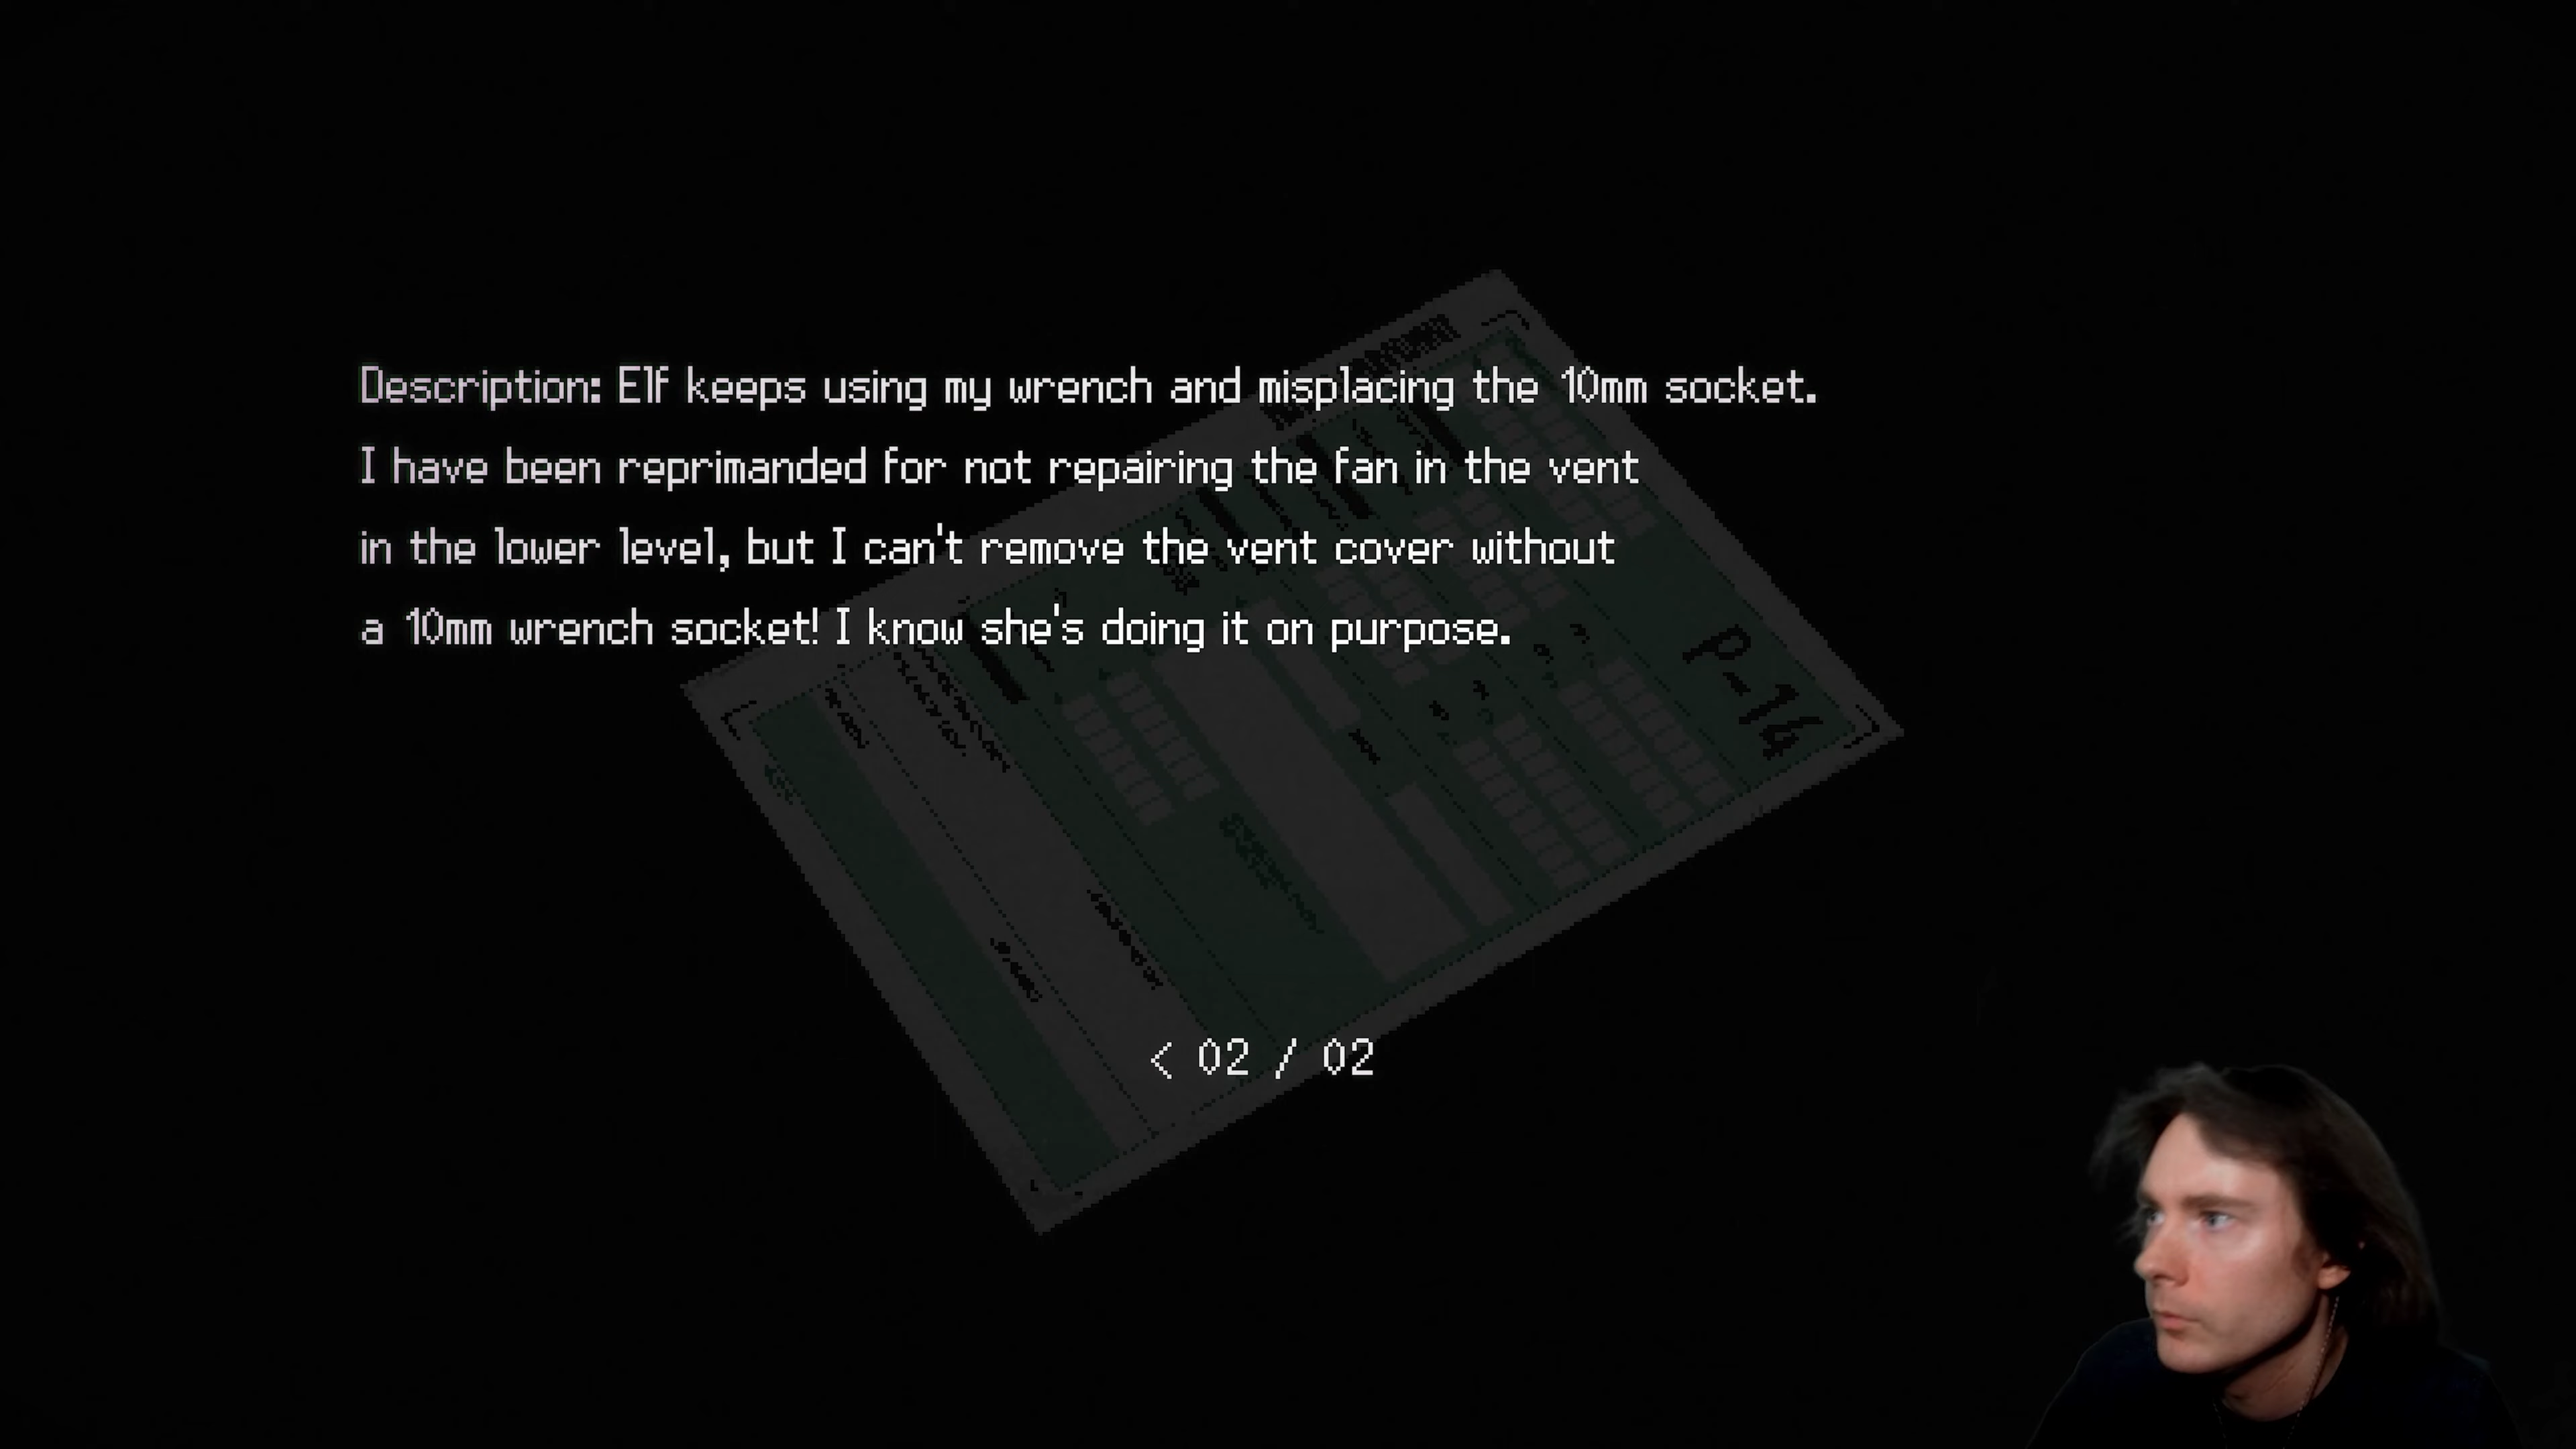 Description: Elf keeps using my wrench and misplacing the 10mm socket.
I have been reprimanded for not repairing the fan in the vent
in the lower level, but I can't remove the vent cover without
a 10mm wrench socket! I know she's doing it on purpose.
P-14
< 02 / 02